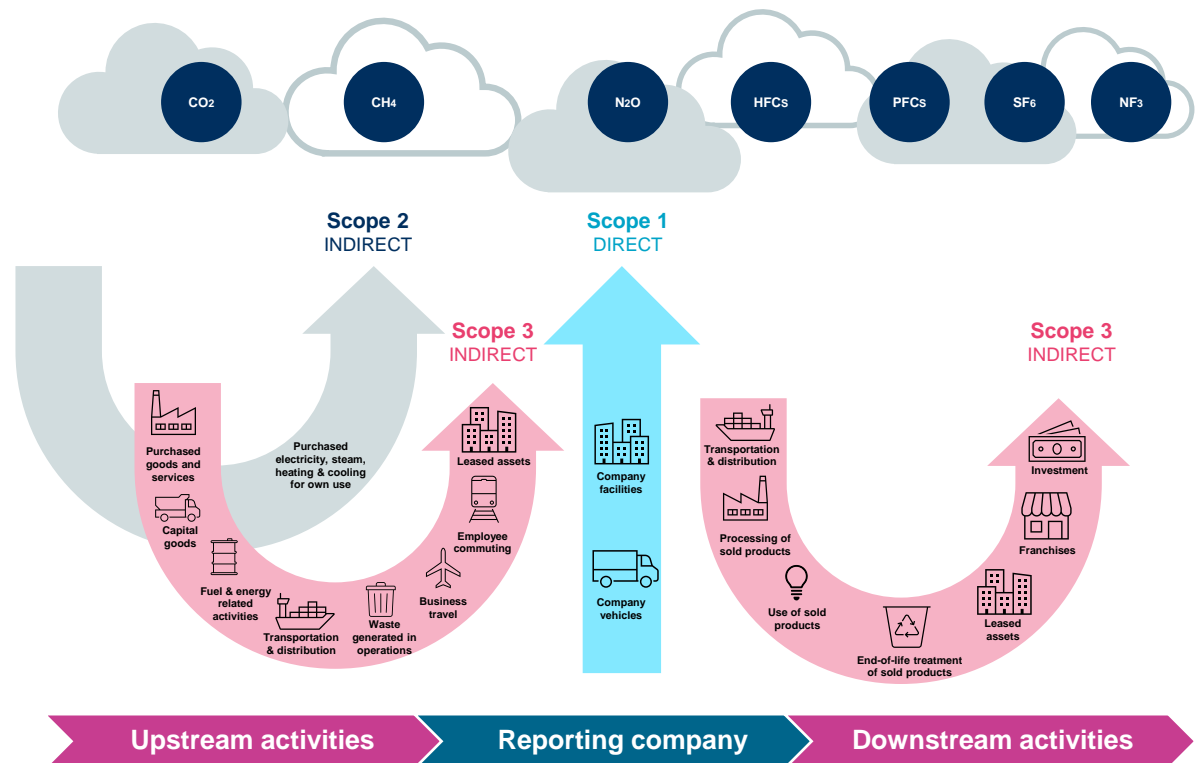 CO2
CH4
N2O
HFCs
PFCs
SF6
NF3
Scope 2
INDIRECT
Scope 1
DIRECT
Scope 3
INDIRECT
Scope 3
INDIRECT
Purchased
electricity, steam,
heating & cooling
for own use
Purchased
goods and
services
Capital
goods
Fuel & energy
related
activities
Transportation
& distribution
Waste
generated in
operations
Business
travel
Employee
commuting
Leased assets
Company
facilities
Company
vehicles
Transportation
& distribution
Processing of
sold products
Use of sold
products
End-of-life treatment
of sold products
Leased
assets
Franchises
Investment
Upstream activities
Reporting company
Downstream activities